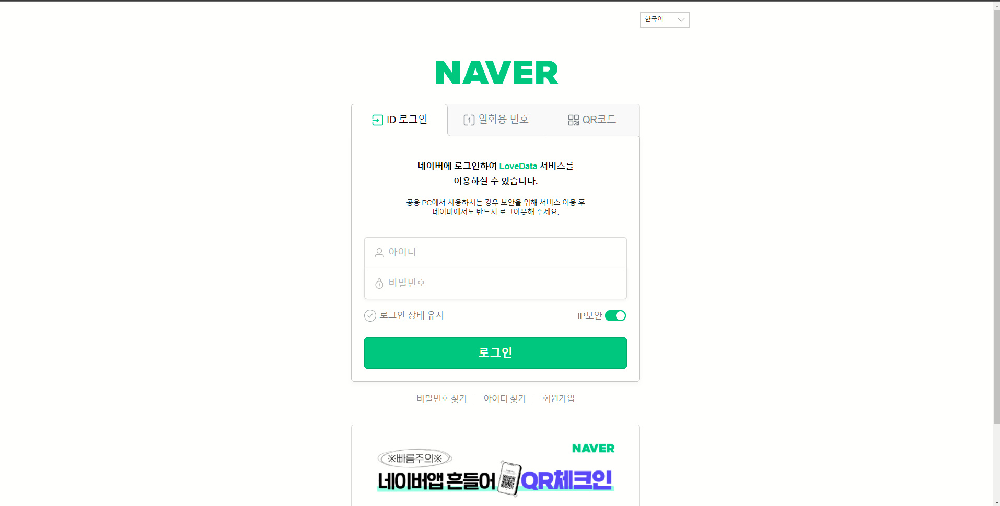 한국어
NAVER
ID 로그인
1 일회용 번호
QR코드
네이버에 로그인하여 LoveData 서비스를
이용하실 수 있습니다.
공용 PC에서 사용하시는 경우 보안을 위해 서비스 이용 후
네이버에서도 반드시 로그아웃해 주세요.
아이디
비밀번호
로그인 상태 유지
IP보안
로그인
비밀번호 찾기
아이디 찾기
회원가입
NAVER
※빠름주의※
네이버앱 흔들어 QR체크인